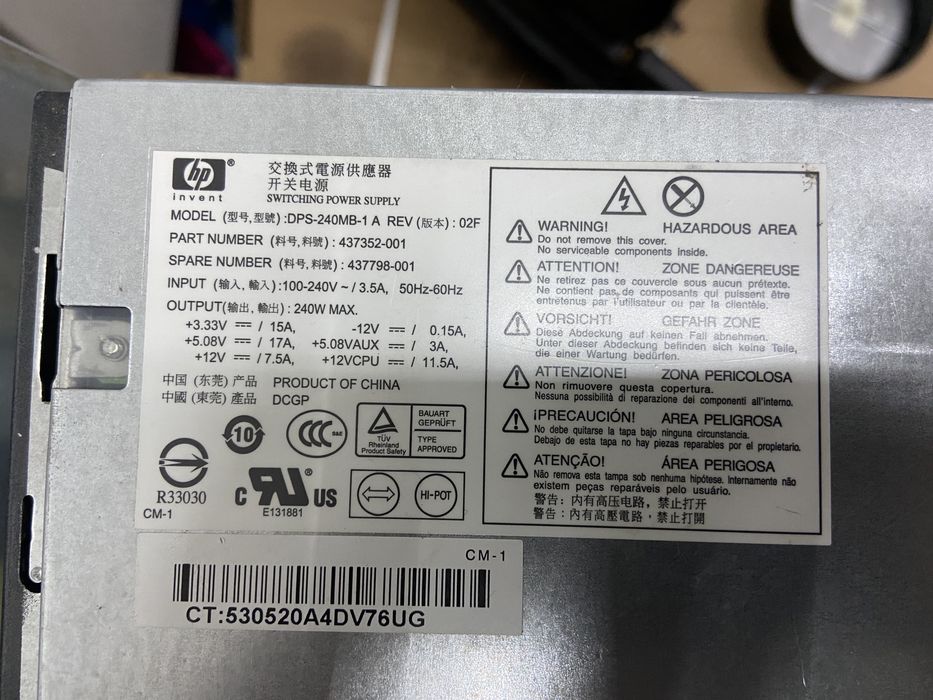 hp ®
invent
交換式電源供應器
开关电源
SWITCHING POWER SUPPLY
MODEL (型号, 型號) :DPS-240MB-1 A REV (版本) : 02F
PART NUMBER (料号, 料號) : 437352-001
SPARE NUMBER (料号, 料號) : 437798-001
INPUT (输入, 輸入) :100-240V ~ / 3.5A, 50Hz-60Hz
OUTPUT(输出, 輸出) : 240W MAX.
+3.33V ⎓ / 15A, -12V ⎓ / 0.15A,
+5.08V ⎓ / 17A, +5.08VAUX ⎓ / 3A,
+12V ⎓ / 7.5A, +12VCPU ⎓ / 11.5A,
中国 (东莞) 产品 PRODUCT OF CHINA
中國 (東莞) 產品 DCGP
R33030
CM-1
10
CCC S&E
TÜV
Rheinland
Product Safety
BAUART
GEPRÜFT
TYPE
APPROVED
c RU ® US
E131881
HI-POT
HAZARDOUS AREA
WARNING!
Do not remove this cover.
No serviceable components inside.
ATTENTION! ZONE DANGEREUSE
Ne retirez pas ce couvercle sous aucun prétexte.
Ne contient pas de composants qui puissent être
entretenus par l'utilisateur ou par la clientèle.
VORSICHT! GEFAHR ZONE
Diese Abdeckung auf keinen Fall abnehmen.
Unter dieser Abdeckung befinden sich keine Teile,
die einer Wartung bedürfen.
ATTENZIONE! ZONA PERICOLOSA
Non rimuovere questa copertura.
Nessuna possibilità di reparazione dei componenti all'interno.
¡PRECAUCIÓN! AREA PELIGROSA
No debe quitarse la tapa bajo ninguna circunstancia.
Debajo de esta tapa no hay piezas reparables por el propietario.
ATENÇÃO! ÁREA PERIGOSA
Não remova esta tampa sob nenhuma hipótese. Internamente não
existem peças reparáveis pelo usuário.
警告: 内有高压电路, 禁止打开
警告: 內有高壓電路, 禁止打開
CM-1
CT:530520A4DV76UG